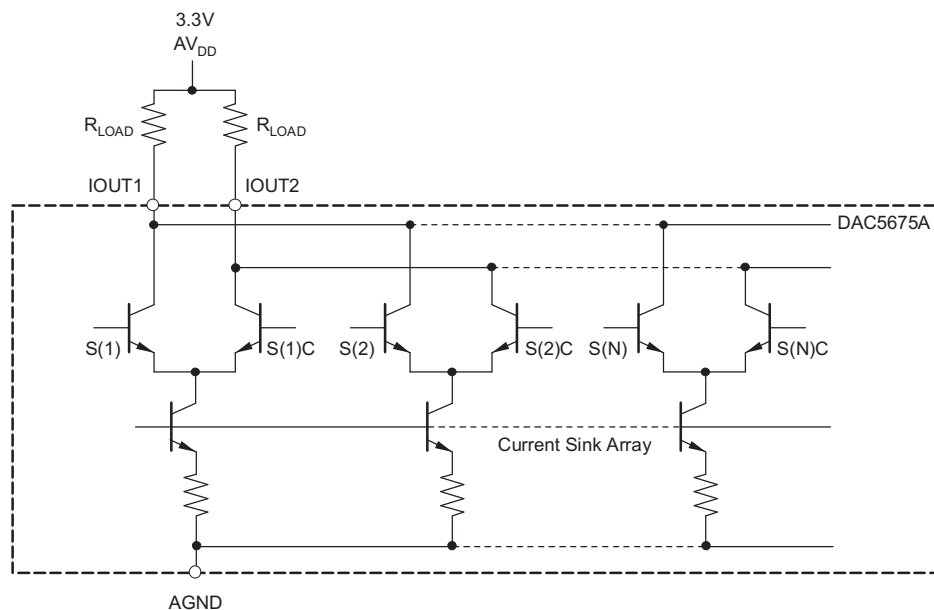 3.3V
AV_DD
R_LOAD
R_LOAD
IOUT1
IOUT2
DAC5675A
S(1)
S(1)C
S(2)
S(2)C
S(N)
S(N)C
Current Sink Array
AGND